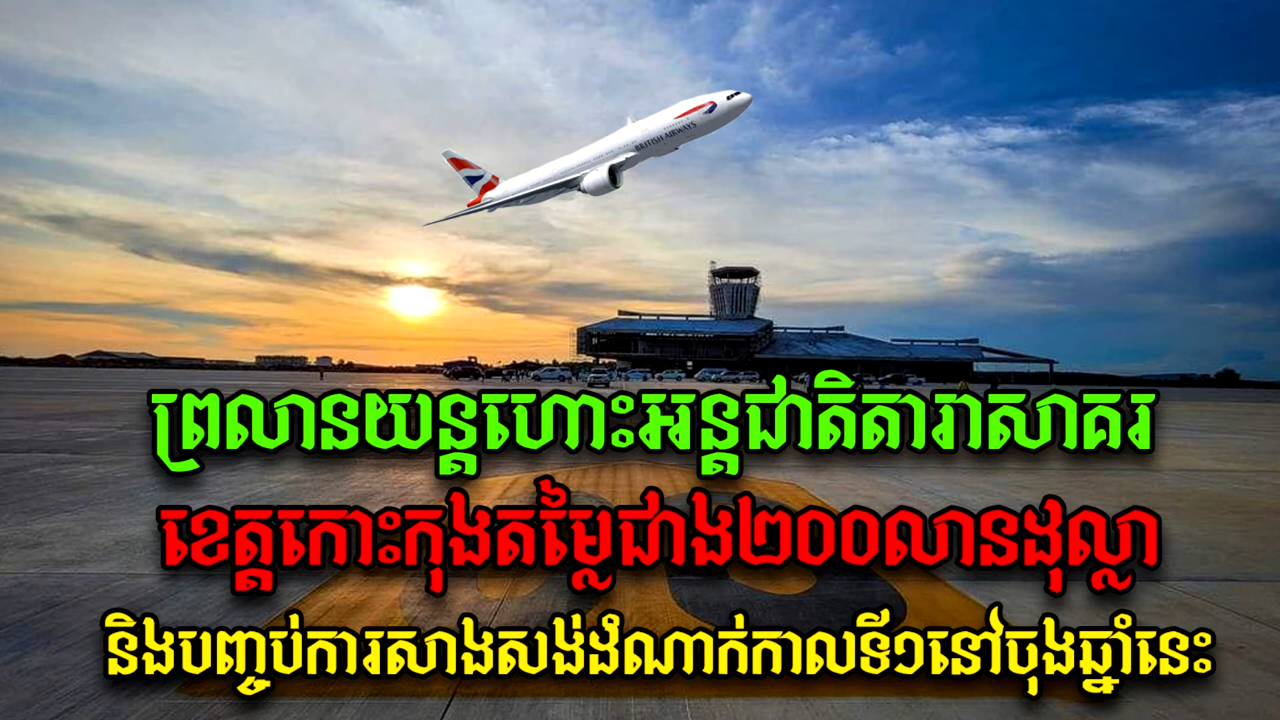 BRITISH AIRWAYS
ព្រលានយន្តហោះអន្តជាតិតារាសាគរ
ខេត្តកោះកុងតម្លៃជាង២០០លានដុល្លា
និងបញ្ចប់ការសាងសង់ដំណាក់កាលទី១នៅចុងឆ្នាំនេះ